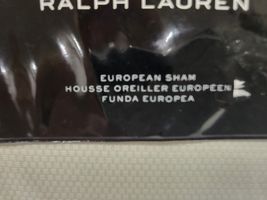 RALPH LAUREN
EUROPEAN SHAM
HOUSSE OREILLER EUROPÉEN
FUNDA EUROPEA